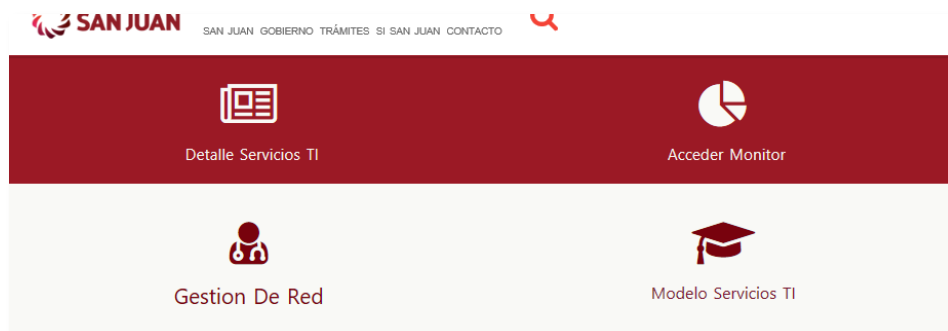 SAN JUAN
SAN JUAN GOBIERNO TRÁMITES SI SAN JUAN CONTACTO
Detalle Servicios TI
Acceder Monitor
Gestion De Red
Modelo Servicios TI